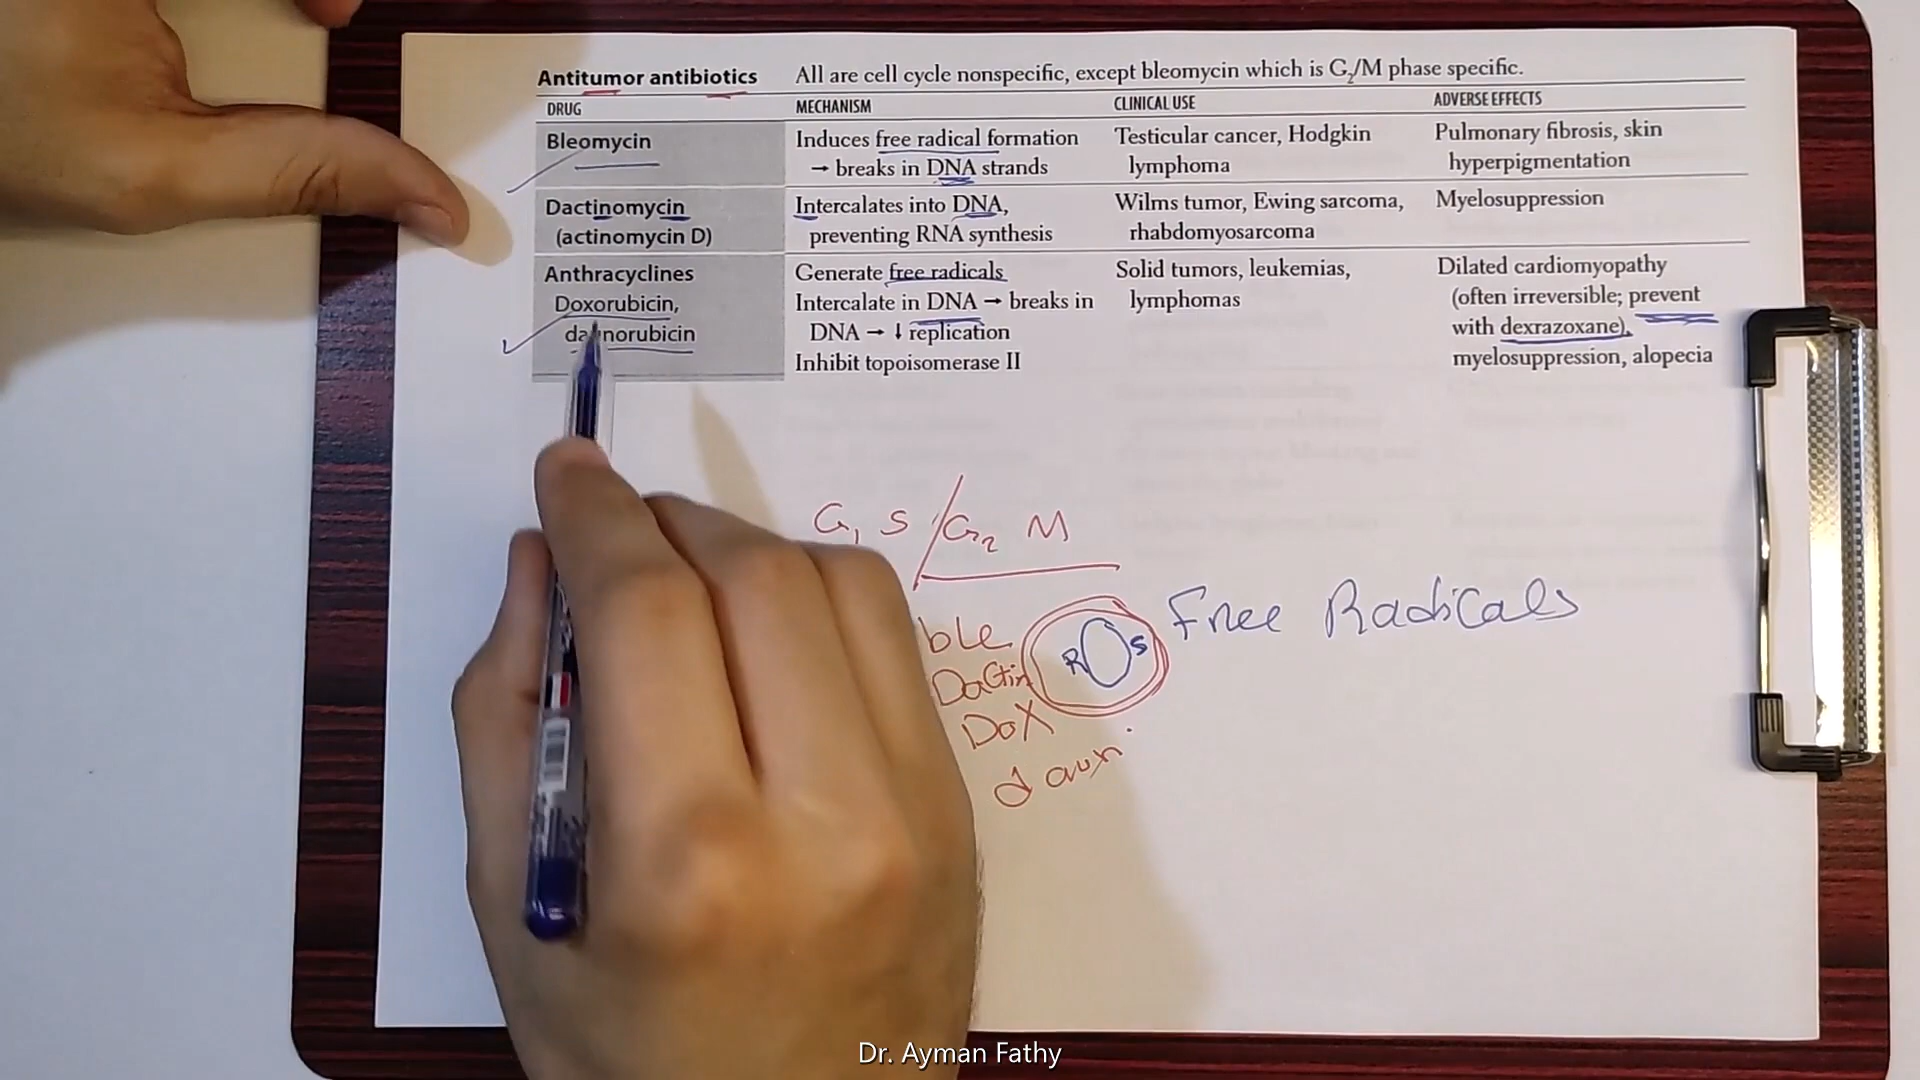 Antitumor antibiotics All are cell cycle nonspecific, except bleomycin which is G2/M phase specific.
DRUG MECHANISM CLINICAL USE ADVERSE EFFECTS
Bleomycin Induces free radical formation Testicular cancer, Hodgkin Pulmonary fibrosis, skin
→ breaks in DNA strands lymphoma hyperpigmentation
Dactinomycin Intercalates into DNA, Wilms tumor, Ewing sarcoma, Myelosuppression
(actinomycin D) preventing RNA synthesis rhabdomyosarcoma
Anthracyclines Generate free radicals Solid tumors, leukemias, Dilated cardiomyopathy
Doxorubicin, Intercalate in DNA → breaks in lymphomas (often irreversible; prevent
daunorubicin DNA → ↓ replication with dexrazoxane),
Inhibit topoisomerase II myelosuppression, alopecia
G1 S / G2 M
Free Radicals
ble R O S
Dactin
DoX
daun
Dr. Ayman Fathy